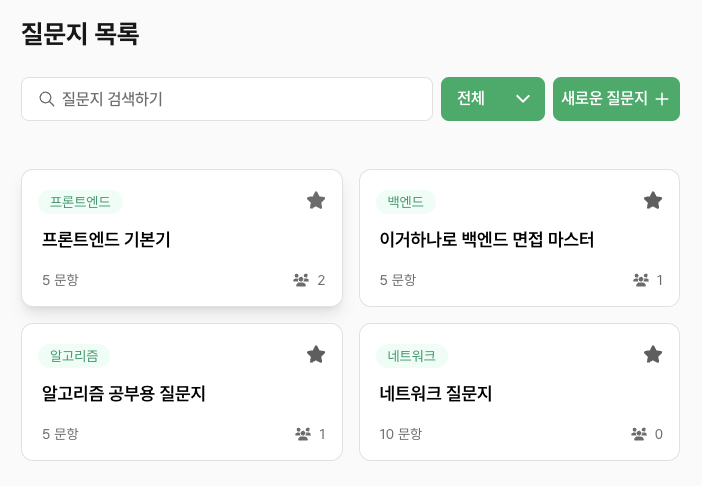 질문지 목록
질문지 검색하기
전체
새로운 질문지
프론트엔드
프론트엔드 기본기
5 문항
2
백엔드
이거하나로 백엔드 면접 마스터
5 문항
1
알고리즘
알고리즘 공부용 질문지
5 문항
1
네트워크
네트워크 질문지
10 문항
0